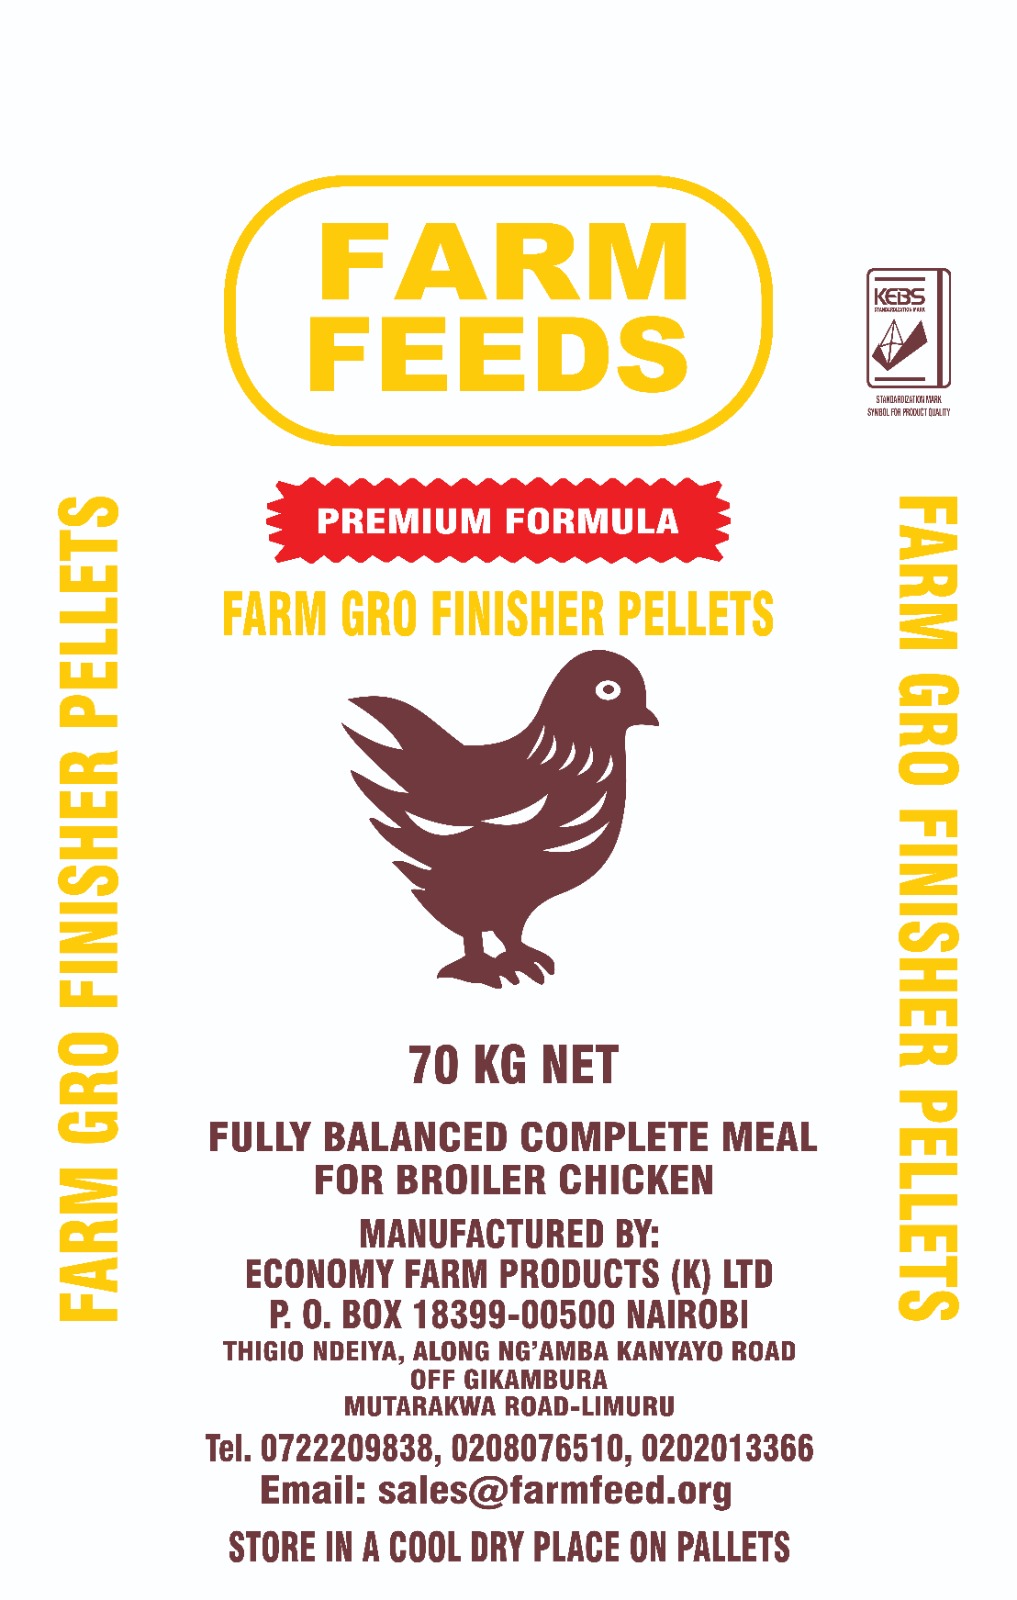 FARM
FEEDS
KEBS
STANDARDIZATION MARK
STANDARDIZATION MARK
SYMBOL FOR PRODUCT QUALITY
PREMIUM FORMULA
FARM GRO FINISHER PELLETS
FARM GRO FINISHER PELLETS
FARM GRO FINISHER PELLETS
70 KG NET
FULLY BALANCED COMPLETE MEAL
FOR BROILER CHICKEN
MANUFACTURED BY:
ECONOMY FARM PRODUCTS (K) LTD
P. O. BOX 18399-00500 NAIROBI
THIGIO NDEIYA, ALONG NG'AMBA KANYAYO ROAD
OFF GIKAMBURA
MUTARAKWA ROAD-LIMURU
Tel. 0722209838, 0208076510, 0202013366
Email: sales@farmfeed.org
STORE IN A COOL DRY PLACE ON PALLETS